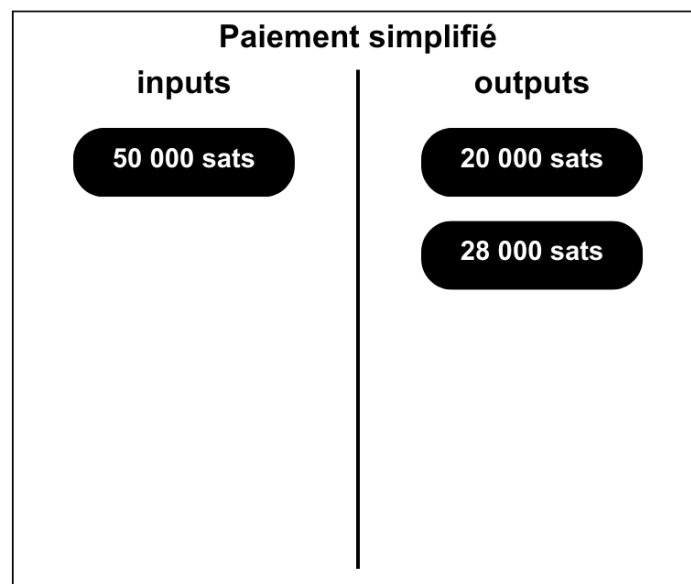 Paiement simplifié
inputs
50 000 sats
outputs
20 000 sats
28 000 sats